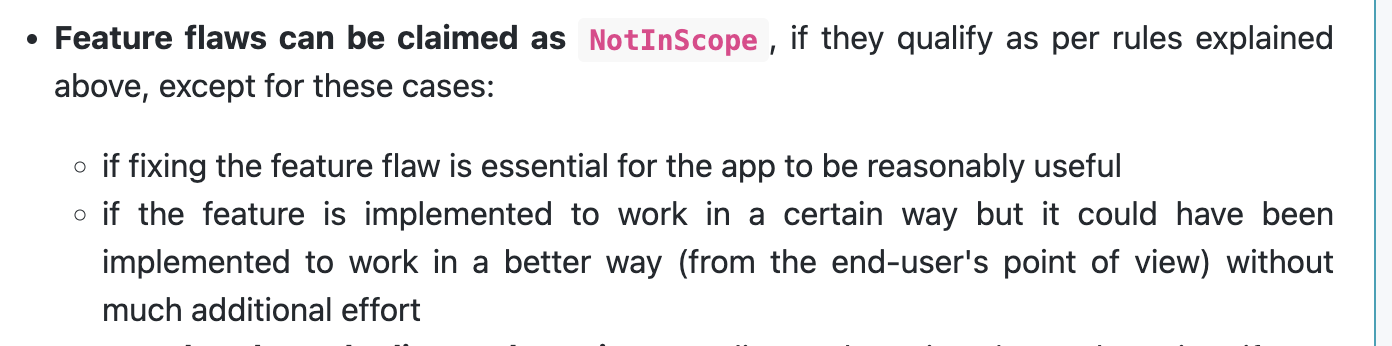 • Feature flaws can be claimed as NotInScope, if they qualify as per rules explained
above, except for these cases:
○ if fixing the feature flaw is essential for the app to be reasonably useful
○ if the feature is implemented to work in a certain way but it could have been
implemented to work in a better way (from the end-user's point of view) without
much additional effort